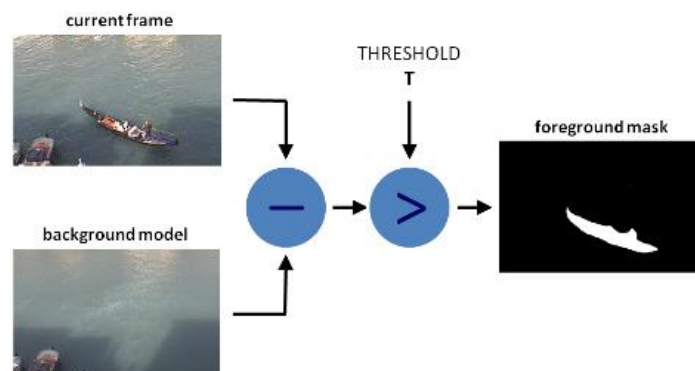 current frame
THRESHOLD
T
foreground mask
background model
−
>